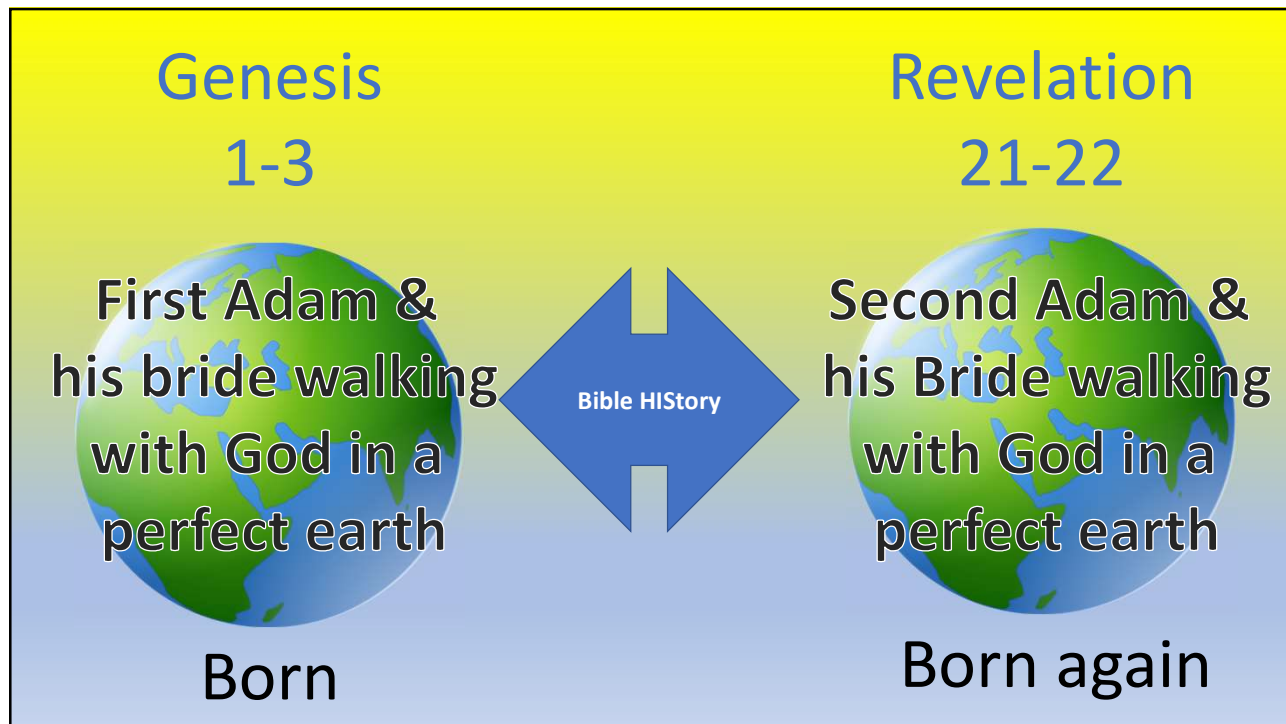 Genesis
1-3
First Adam &
his bride walking
with God in a
perfect earth
Born
Bible HIStory
Revelation
21-22
Second Adam &
his Bride walking
with God in a
perfect earth
Born again